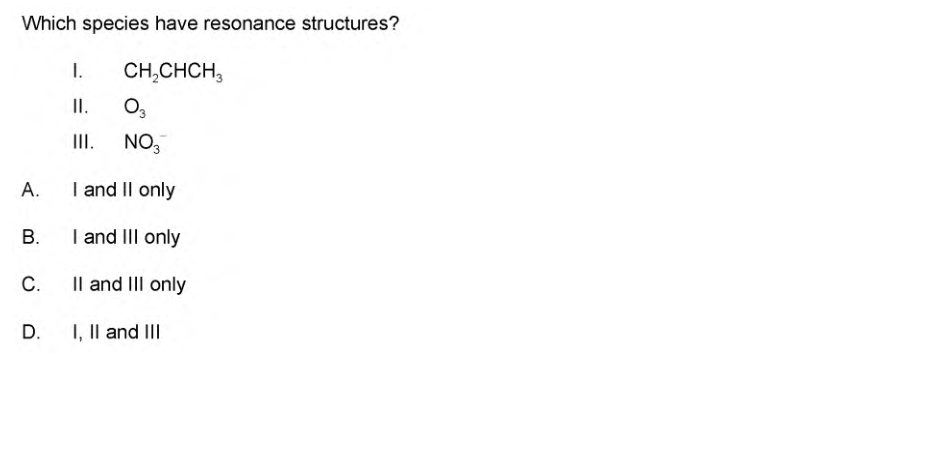 Which species have resonance structures?
I. CH₂CHCH₃
II. O₃
III. NO₃⁻
A. I and II only
B. I and III only
C. II and III only
D. I, II and III